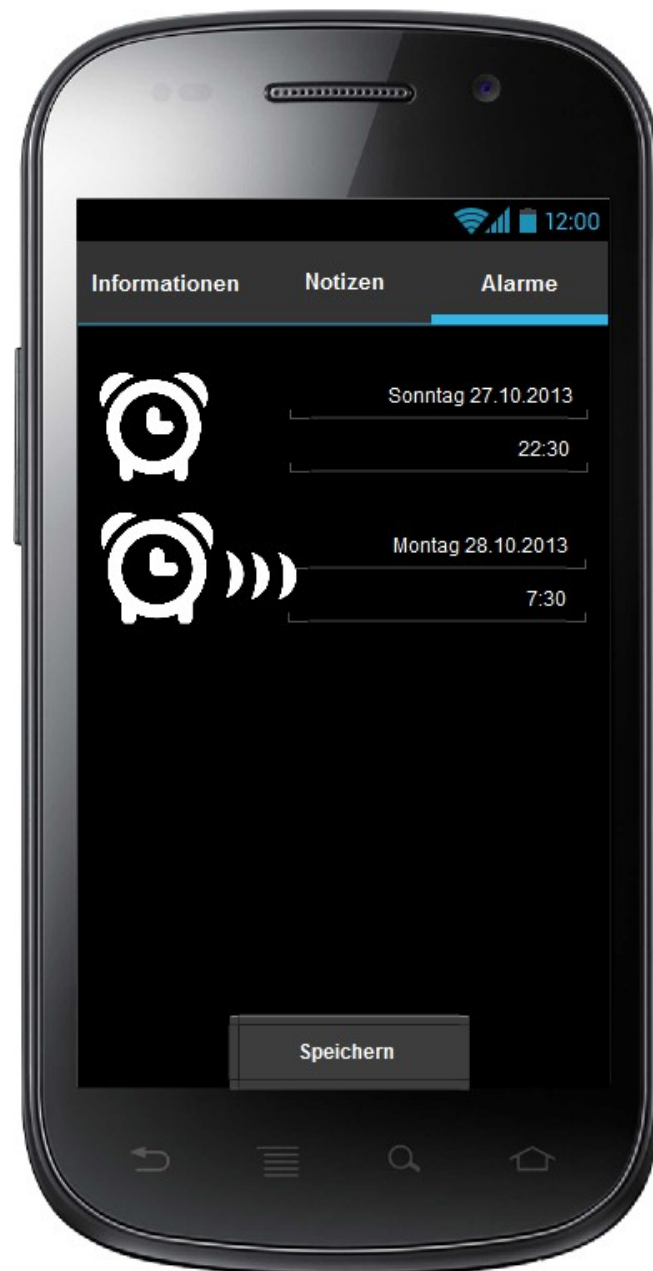 12:00
Informationen Notizen Alarme
Sonntag 27.10.2013
22:30
Montag 28.10.2013
7:30
Speichern